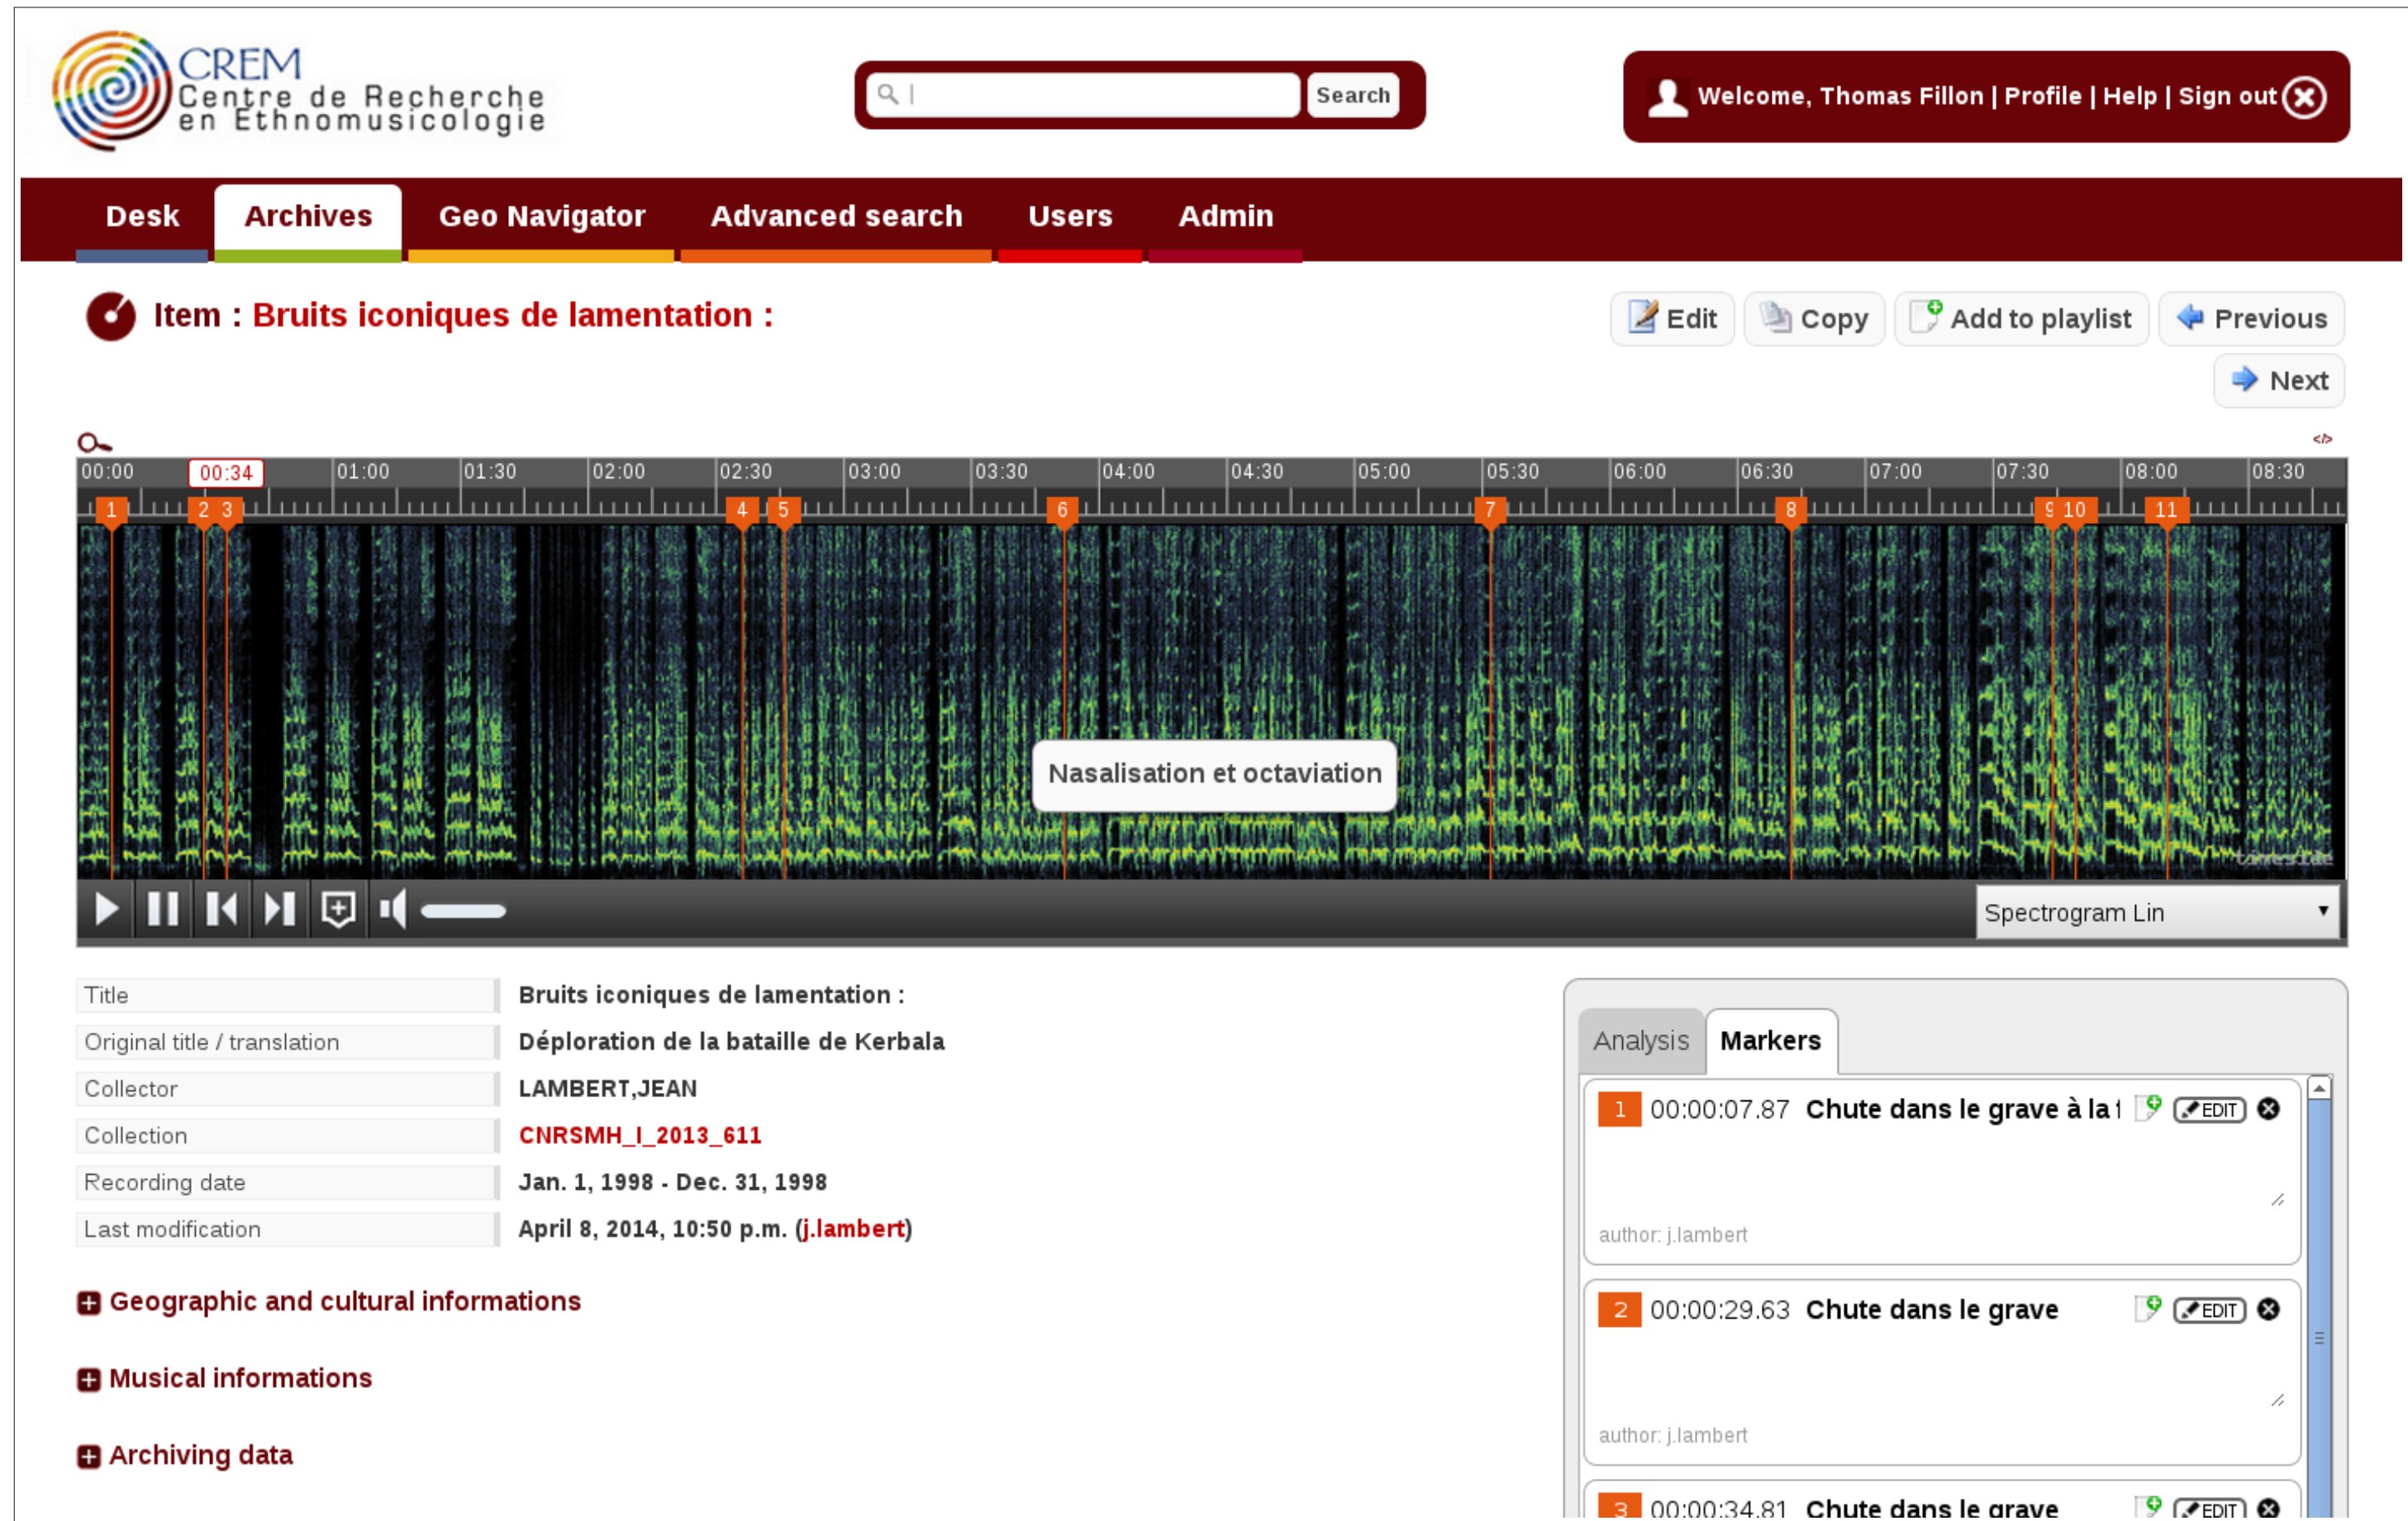 CREM
Centre de Recherche
en Ethnomusicologie
Search
Welcome, Thomas Fillon | Profile | Help | Sign out
Desk Archives Geo Navigator Advanced search Users Admin
Item : Bruits iconiques de lamentation :
Edit Copy Add to playlist Previous
Next
</>
00:00 00:34 01:00 01:30 02:00 02:30 03:00 03:30 04:00 04:30 05:00 05:30 06:00 06:30 07:00 07:30 08:00 08:30
1 2 3 4 5 6 7 8 9 10 11
Nasalisation et octaviation
Spectrogram Lin
Title Bruits iconiques de lamentation :
Original title / translation Déploration de la bataille de Kerbala
Collector LAMBERT,JEAN
Collection CNRSMH_I_2013_611
Recording date Jan. 1, 1998 - Dec. 31, 1998
Last modification April 8, 2014, 10:50 p.m. (j.lambert)
Geographic and cultural informations
Musical informations
Archiving data
Analysis Markers
1 00:00:07.87 Chute dans le grave à la EDIT
author: j.lambert
2 00:00:29.63 Chute dans le grave EDIT
author: j.lambert
3 00:00:34.81 Chute dans le grave EDIT